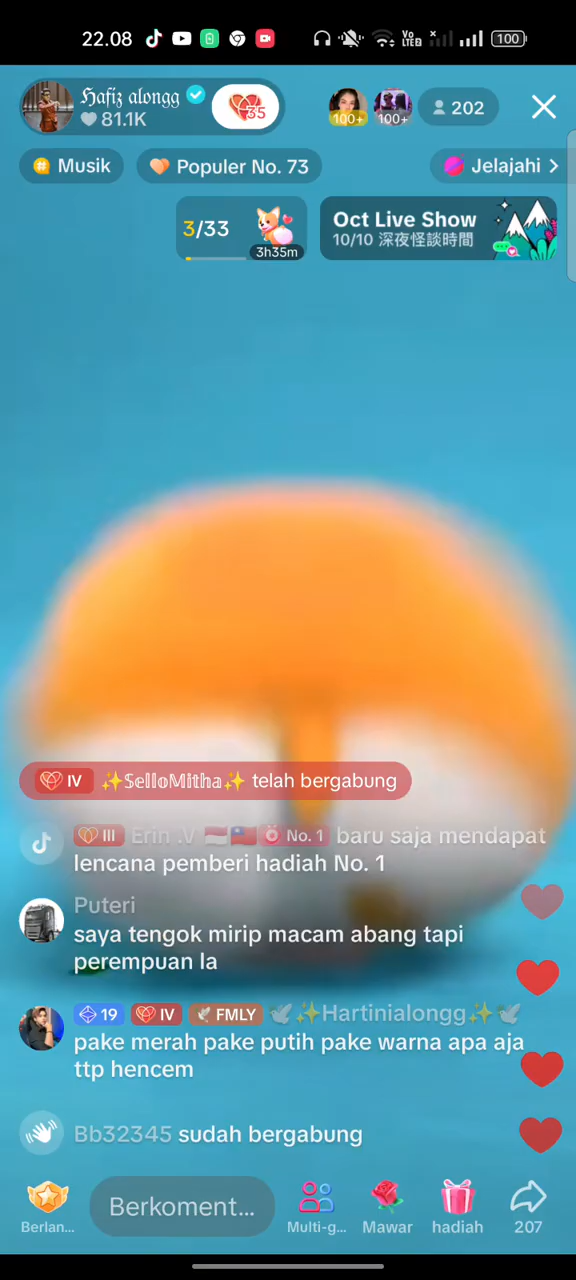 22.08
Vo
LTE2
100
ℌafiz alongg
81.1K
35
100+
100+
202
Musik
Populer No. 73
Jelajahi
3/33
3h35m
Oct Live Show
10/10 深夜怪談時間
IV ✨𝕊elloMitha✨ telah bergabung
III Erin .V 🇮🇩🇹🇼 No. 1 baru saja mendapat
lencana pemberi hadiah No. 1
Puteri
saya tengok mirip macam abang tapi
perempuan la
19 IV FMLY 🕊✨Hartinialongg✨🕊
pake merah pake putih pake warna apa aja
ttp hencem
Bb32345 sudah bergabung
Berlan...
Berkoment...
Multi-g...
Mawar
hadiah
207